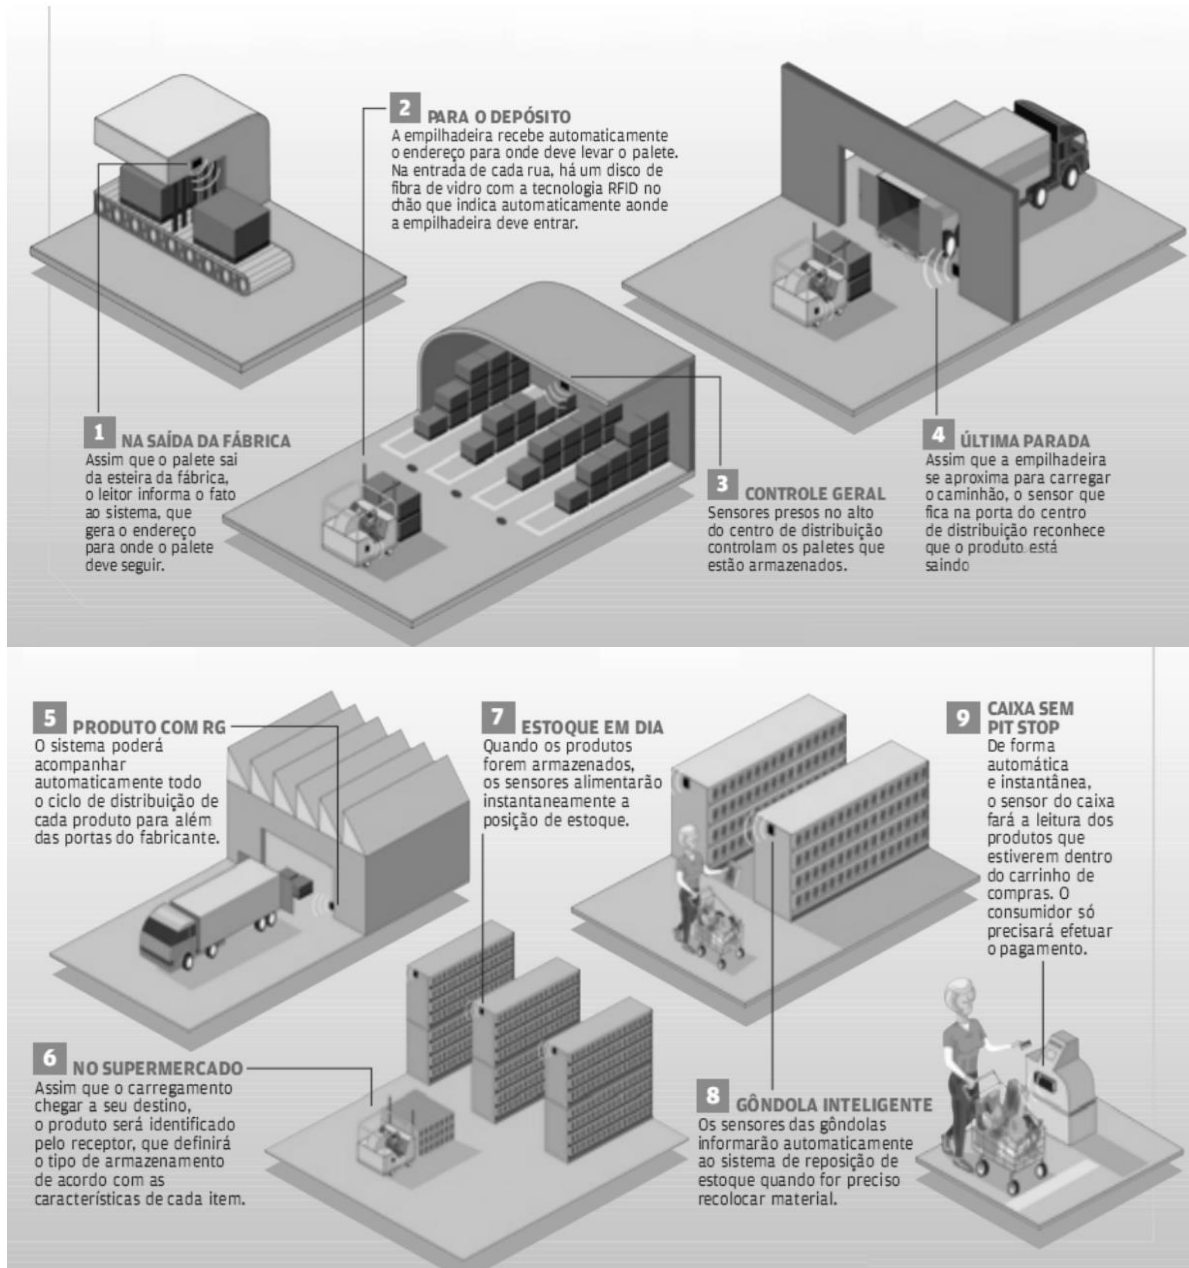 1 NA SAÍDA DA FÁBRICA
Assim que o palete sai
da esteira da fábrica,
o leitor informa o fato
ao sistema, que
gera o endereço
para onde o palete
deve seguir.
2 PARA O DEPÓSITO
A empilhadeira recebe automaticamente
o endereço para onde deve levar o palete.
Na entrada de cada rua, há um disco de
fibra de vidro com a tecnologia RFID no
chão que indica automaticamente aonde
a empilhadeira deve entrar.
3 CONTROLE GERAL
Sensores presos no alto
do centro de distribuição
controlam os paletes que
estão armazenados.
4 ÚLTIMA PARADA
Assim que a empilhadeira
se aproxima para carregar
o caminhão, o sensor que
fica na porta do centro
de distribuição reconhece
que o produto está
saindo
5 PRODUTO COM RG
O sistema poderá
acompanhar
automaticamente todo
o ciclo de distribuição de
cada produto para além
das portas do fabricante.
6 NO SUPERMERCADO
Assim que o carregamento
chegar a seu destino,
o produto será identificado
pelo receptor, que definirá
o tipo de armazenamento
de acordo com as
características de cada item.
7 ESTOQUE EM DIA
Quando os produtos
forem armazenados,
os sensores alimentarão
instantaneamente a
posição de estoque.
8 GÔNDOLA INTELIGENTE
Os sensores das gôndolas
informarão automaticamente
ao sistema de reposição de
estoque quando for preciso
recolocar material.
9 CAIXA SEM
PIT STOP
De forma
automática
e instantânea,
o sensor do caixa
fará a leitura dos
produtos que
estiverem dentro
do carrinho de
compras. O
consumidor só
precisará efetuar
o pagamento.